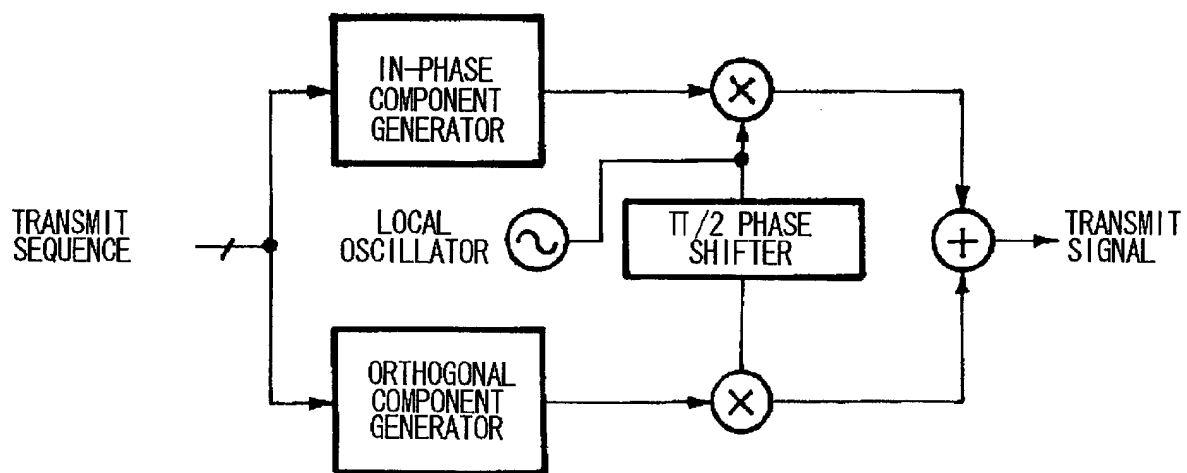 IN-PHASE
COMPONENT
GENERATOR
TRANSMIT
SEQUENCE
LOCAL
OSCILLATOR
π/2 PHASE
SHIFTER
TRANSMIT
SIGNAL
ORTHOGONAL
COMPONENT
GENERATOR